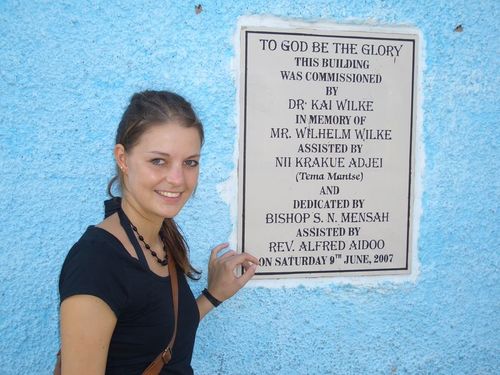 TO GOD BE THE GLORY
THIS BUILDING
WAS COMMISSIONED
BY
DR. KAI WILKE
IN MEMORY OF
MR. WILHELM WILKE
ASSISTED BY
NII KRAKUE ADJEI
(Tema Mantse)
AND
DEDICATED BY
BISHOP S. N. MENSAH
ASSISTED BY
REV. ALFRED AIDOO
ON SATURDAY 9TH JUNE, 2007